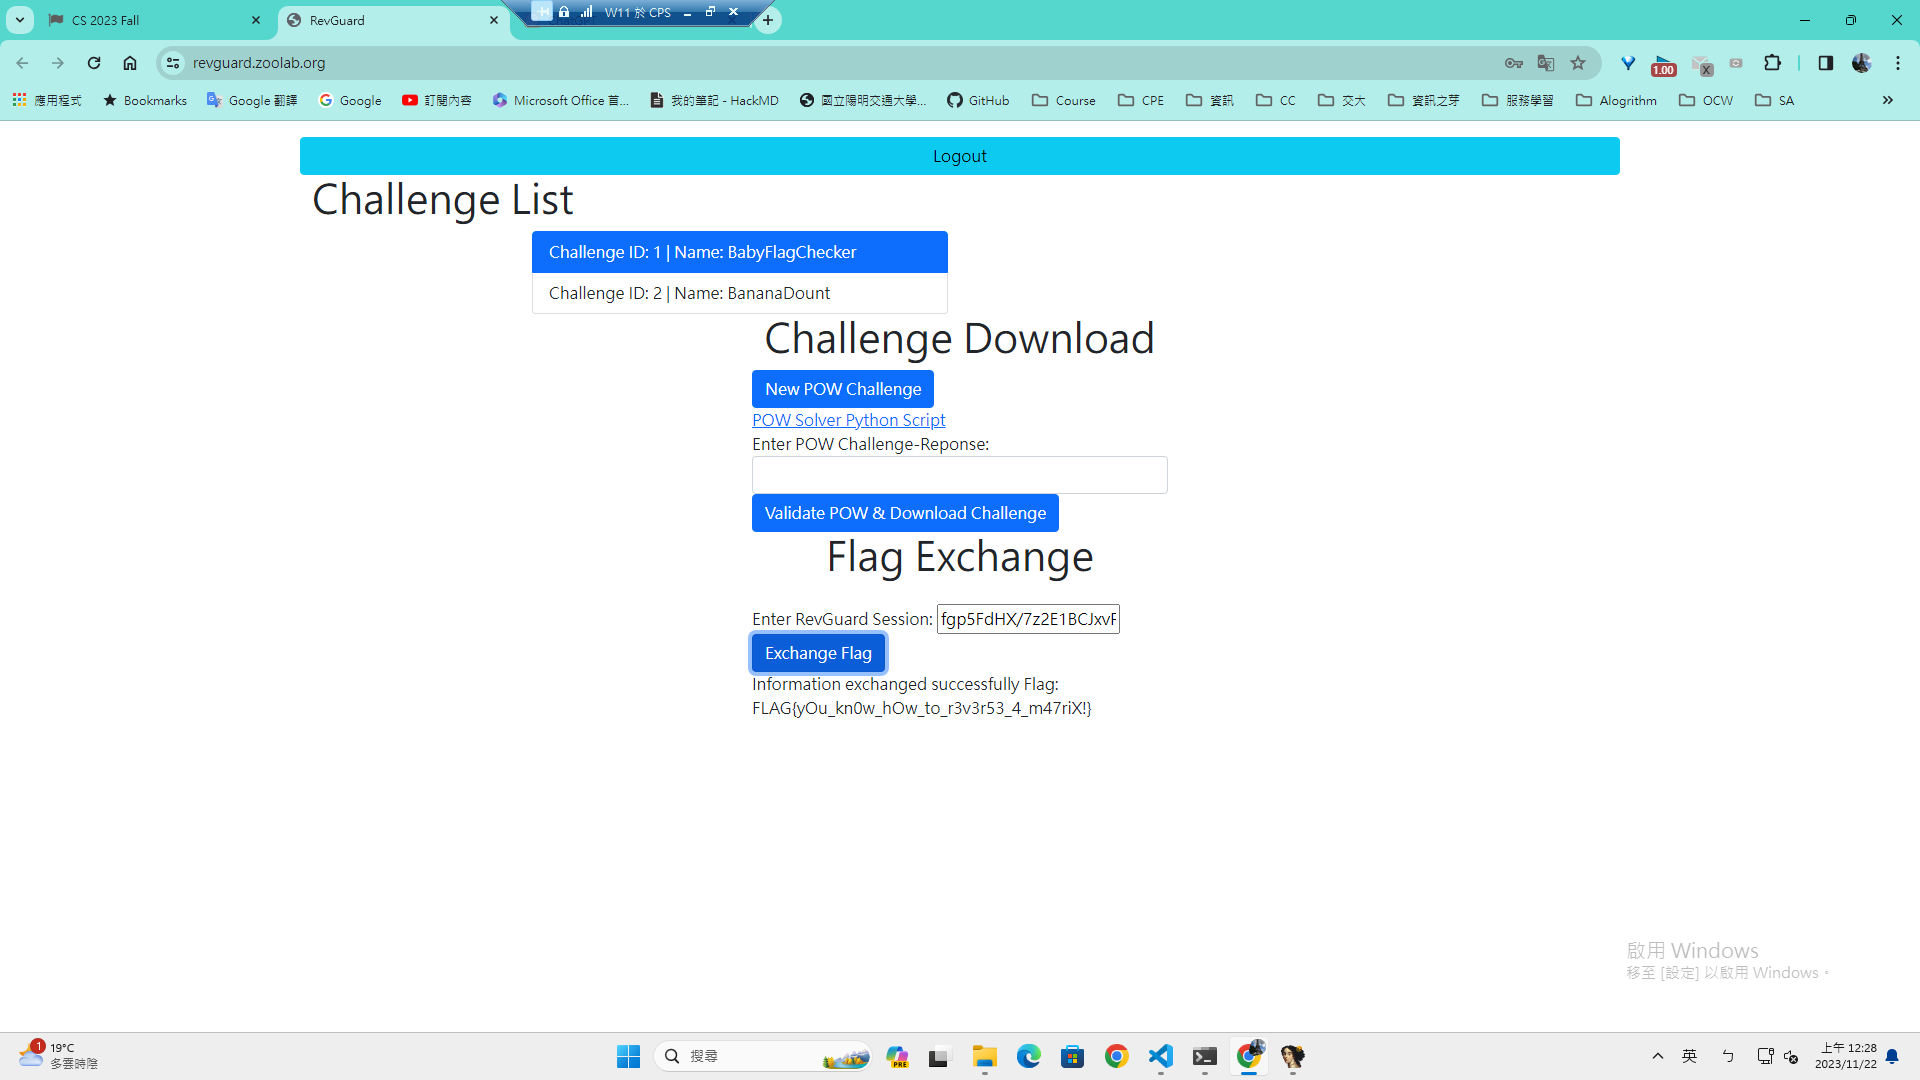 CS 2023 Fall
RevGuard
W11 於 CPS
revguard.zoolab.org
1.00
X
應用程式
Bookmarks
Google 翻譯
Google
訂閱內容
Microsoft Office 首...
我的筆記 - HackMD
國立陽明交通大學...
GitHub
Course
CPE
資訊
CC
交大
資訊之芽
服務學習
Alogrithm
OCW
SA
Logout
Challenge List
Challenge ID: 1 | Name: BabyFlagChecker
Challenge ID: 2 | Name: BananaDount
Challenge Download
New POW Challenge
POW Solver Python Script
Enter POW Challenge-Reponse:
Validate POW & Download Challenge
Flag Exchange
Enter RevGuard Session: fgp5FdHX/7z2E1BCJxvF
Exchange Flag
Information exchanged successfully Flag:
FLAG{yOu_kn0w_hOw_to_r3v3r53_4_m47riX!}
啟用 Windows
移至 [設定] 以啟用 Windows。
1
19°C
多雲時陰
搜尋
PRE
英
ㄅ
上午 12:28
2023/11/22